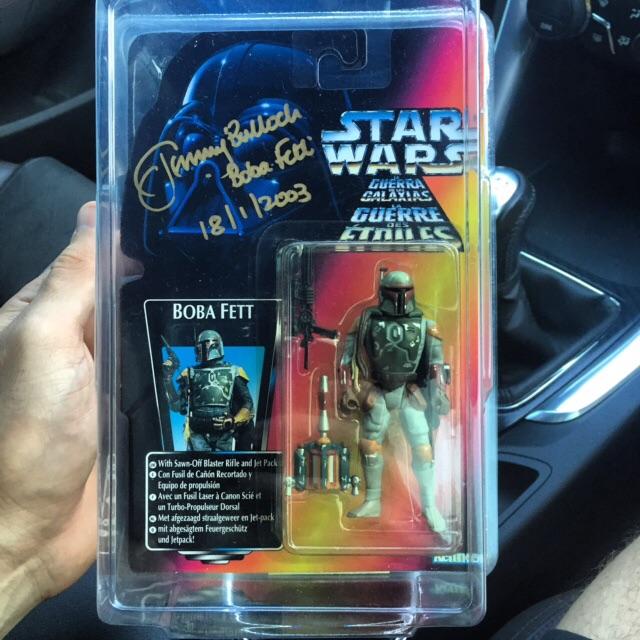 Jeremy Bulloch
Boba Fett
18/1/2003
STAR
WARS
LA GUERRA
DE LAS
GALAXIAS
LA
GUERRE
DES
ETOILES
BOBA FETT
With Sawn-Off Blaster Rifle and Jet Pack
Con Fusil de Cañón Recortado y
Equipo de propulsión
Avec un Fusil Laser à Canon Scié et
un Turbo-Propulseur Dorsal
Met afgezaagd straalgeweer en Jet-pack
mit abgesägtem Feuergeschütz
und Jetpack!
Kenner